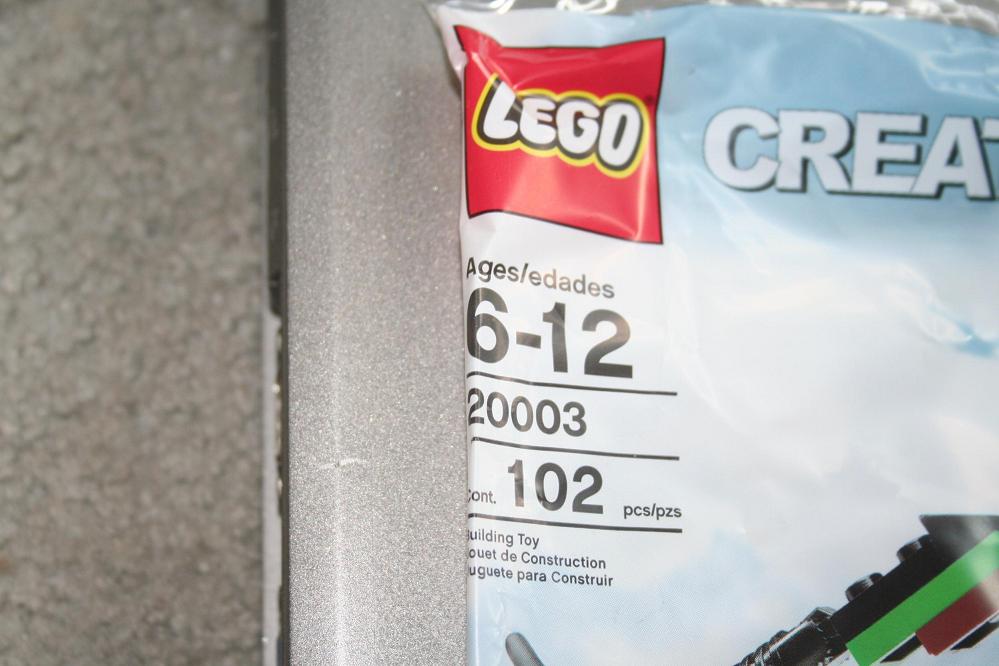 LEGO
CREAT
Ages/edades
6-12
20003
Cont. 102 pcs/pzs
uilding Toy
ouet de Construction
uguete para Construir